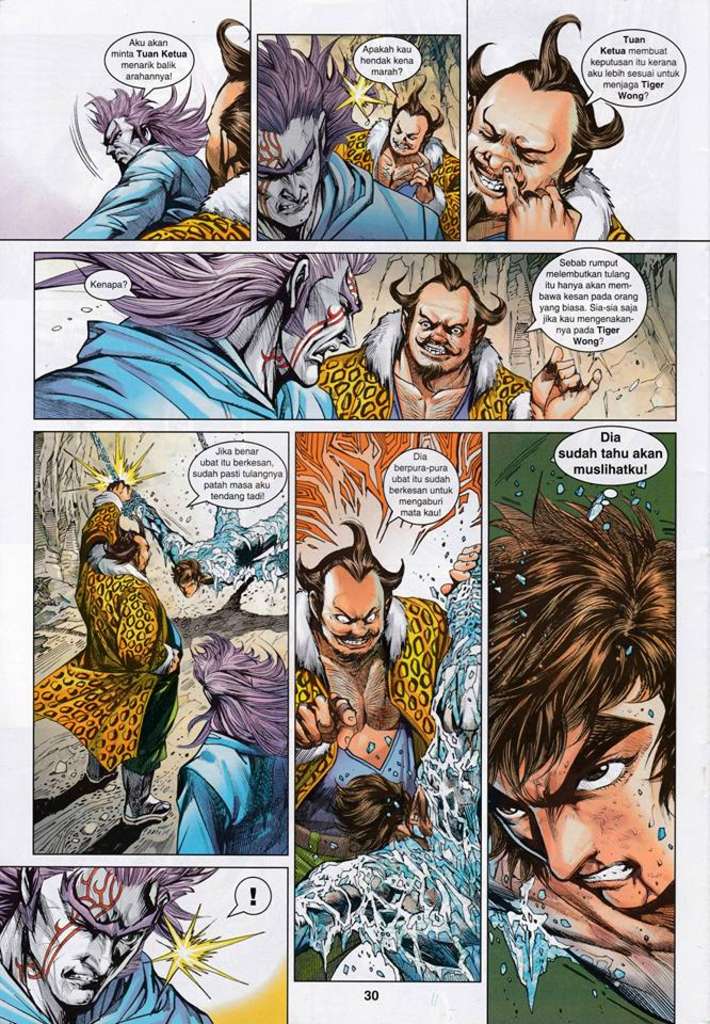 Aku akan
minta Tuan Ketua
menarik balik
arahannya!
Apakah kau
hendak kena
marah?
Tuan
Ketua membuat
keputusan itu kerana
aku lebih sesuai untuk
menjaga Tiger
Wong?
Kenapa?
Sebab rumput
melembutkan tulang
itu hanya akan mem-
bawa kesan pada orang
yang biasa. Sia-sia saja
jika kau mengenakan-
nya pada Tiger
Wong?
Jika benar
ubat itu berkesan,
sudah pasti tulangnya
patah masa aku
tendang tadi!
Dia
berpura-pura
ubat itu sudah
berkesan untuk
mengaburi
mata kau!
Dia
sudah tahu akan
muslihatku!
!
30